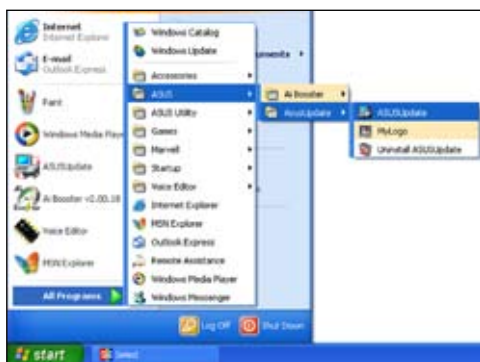 Internet
Internet Explorer
E-mail
Outlook Express
Paint
Windows Media Player
ASUSUpdate
Ai Booster v2.00.18
Voice Editor
MSN Explorer
All Programs
Windows Catalog
Windows Update
Accessories
ASUS
ASUS Utility
Games
Marvell
Startup
Voice Editor
Internet Explorer
MSN Explorer
Outlook Express
Remote Assistance
Windows Media Player
Windows Messenger
Ai Booster
AsusUpdate
ASUSUpdate
MyLogo
Uninstall ASUSUpdate
Log Off
Shut Down
start